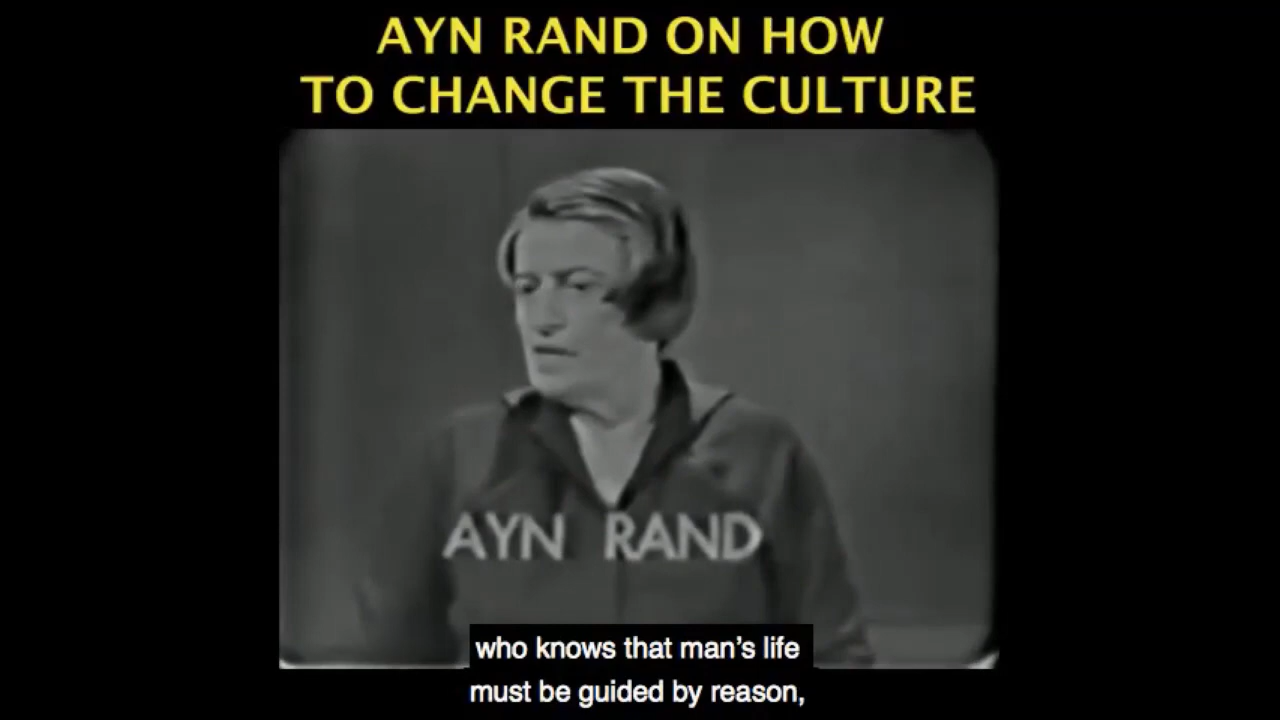 AYN RAND ON HOW
TO CHANGE THE CULTURE
AYN RAND
who knows that man's life
must be guided by reason,